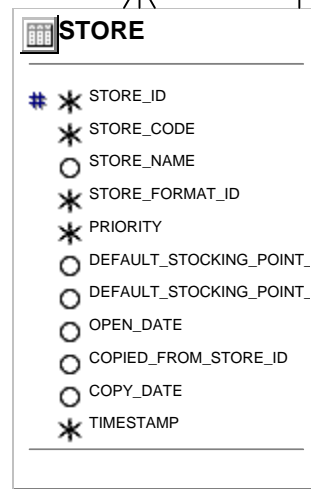 STORE
# * STORE_ID
* STORE_CODE
O STORE_NAME
* STORE_FORMAT_ID
* PRIORITY
O DEFAULT_STOCKING_POINT_
O DEFAULT_STOCKING_POINT_
O OPEN_DATE
O COPIED_FROM_STORE_ID
O COPY_DATE
* TIMESTAMP